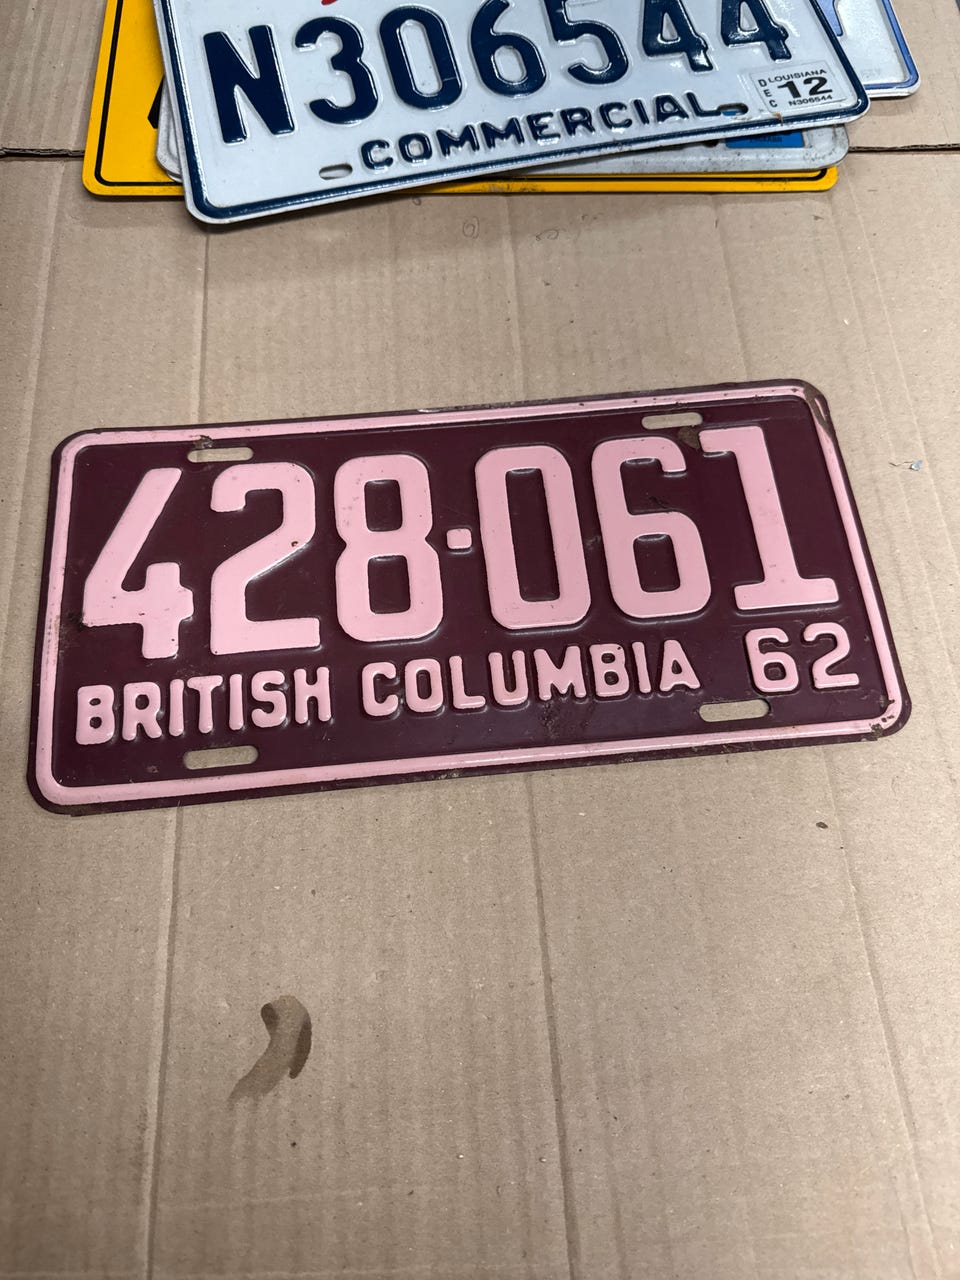 N306544
COMMERCIAL
DEC
LOUISIANA
12
N306544
428·061
BRITISH COLUMBIA 62